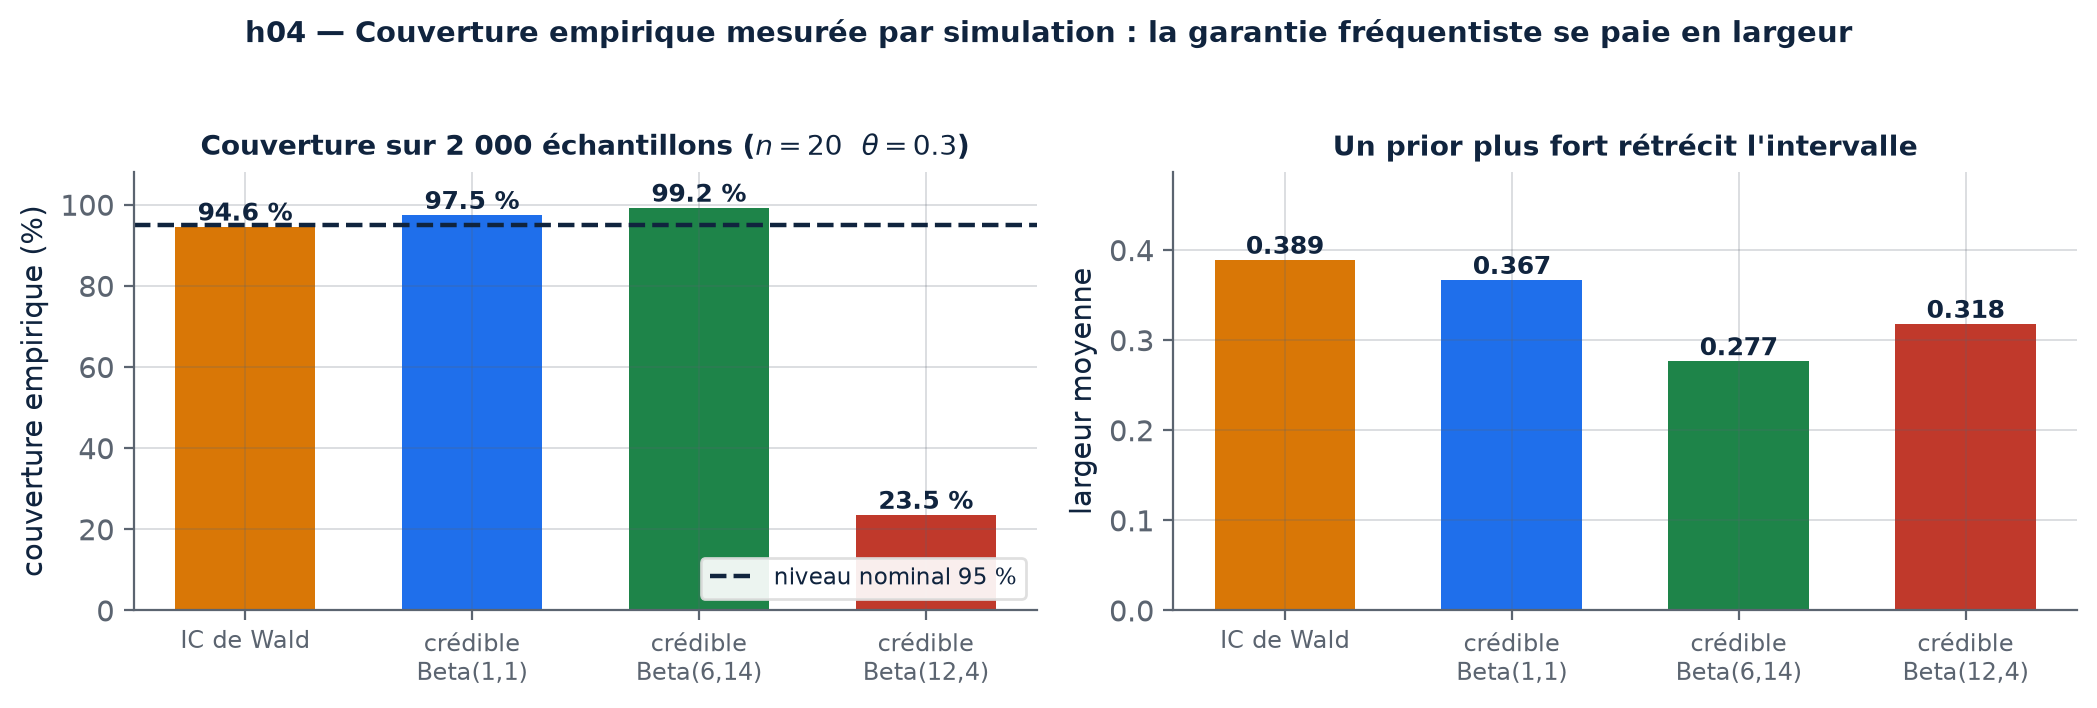 h04 — Couverture empirique mesurée par simulation : la garantie fréquentiste se paie en largeur
Couverture sur 2 000 échantillons (n = 20 θ = 0.3)
couverture empirique (%)
100
80
60
40
20
0
94.6 %
97.5 %
99.2 %
23.5 %
niveau nominal 95 %
IC de Wald
crédible
Beta(1,1)
crédible
Beta(6,14)
crédible
Beta(12,4)
Un prior plus fort rétrécit l'intervalle
largeur moyenne
0.4
0.3
0.2
0.1
0.0
0.389
0.367
0.277
0.318
IC de Wald
crédible
Beta(1,1)
crédible
Beta(6,14)
crédible
Beta(12,4)